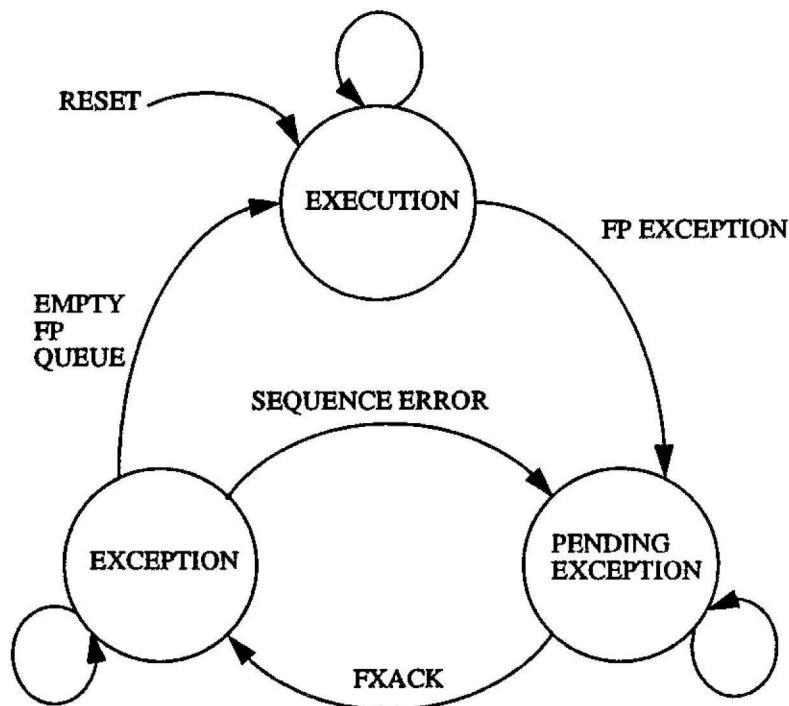 RESET
EXECUTION
FP EXCEPTION
EMPTY
FP
QUEUE
SEQUENCE ERROR
EXCEPTION
PENDING
EXCEPTION
FXACK